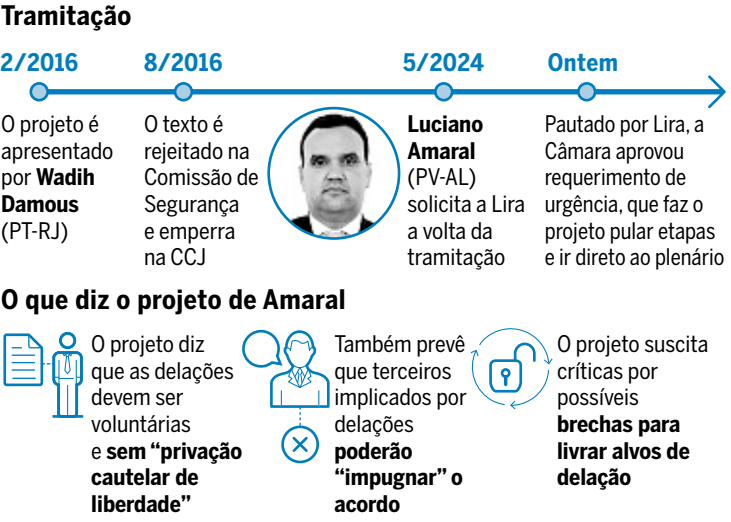 Tramitação
2/2016
O projeto é
apresentado
por Wadih
Damous
(PT-RJ)
8/2016
O texto é
rejeitado na
Comissão de
Segurança
e emperra
na CCJ
5/2024
Luciano
Amaral
(PV-AL)
solicita a Lira
a volta da
tramitação
Ontem
Pautado por Lira, a
Câmara aprovou
requerimento de
urgência, que faz o
projeto pular etapas
e ir direto ao plenário
O que diz o projeto de Amaral
O projeto diz
que as delações
devem ser
voluntárias
e sem “privação
cautelar de
liberdade”
Também prevê
que terceiros
implicados por
delações
poderão
“impugnar” o
acordo
O projeto suscita
críticas por
possíveis
brechas para
livrar alvos de
delação